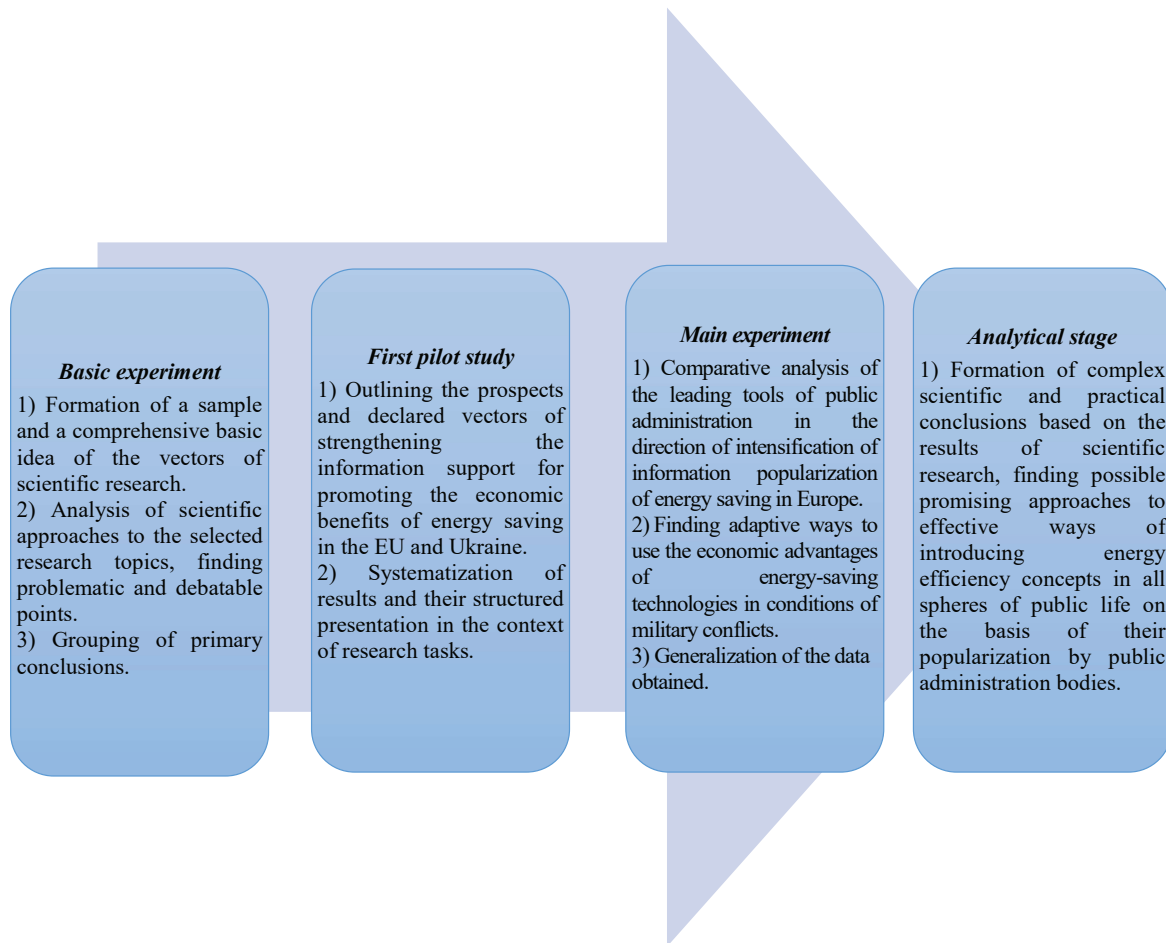 Basic experiment
1) Formation of a sample
and a comprehensive basic
idea of the vectors of
scientific research.
2) Analysis of scientific
approaches to the selected
research topics, finding
problematic and debatable
points.
3) Grouping of primary
conclusions.
First pilot study
1) Outlining the prospects
and declared vectors of
strengthening the
information support for
promoting the economic
benefits of energy saving
in the EU and Ukraine.
2) Systematization of
results and their structured
presentation in the context
of research tasks.
Main experiment
1) Comparative analysis of
the leading tools of public
administration in the
direction of intensification of
information popularization
of energy saving in Europe.
2) Finding adaptive ways to
use the economic advantages
of energy-saving
technologies in conditions of
military conflicts.
3) Generalization of the data
obtained.
Analytical stage
1) Formation of complex
scientific and practical
conclusions based on the
results of scientific
research, finding possible
promising approaches to
effective ways of
introducing energy
efficiency concepts in all
spheres of public life on
the basis of their
popularization by public
administration bodies.